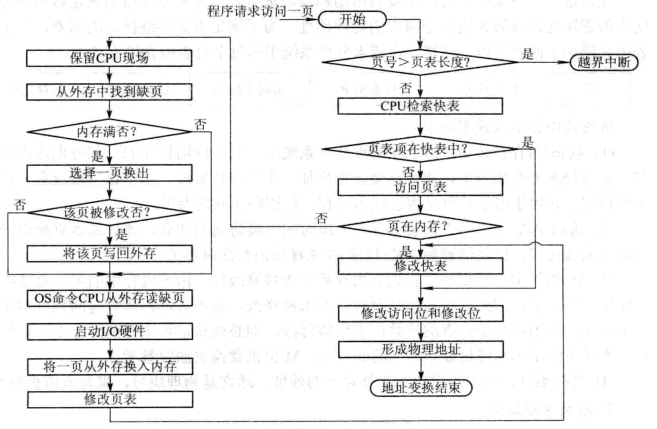 程序请求访问一页
开始
保留CPU现场
从外存中找到缺页
内存满否?
否
是
选择一页换出
该页被修改否?
否
是
将该页写回外存
OS命令CPU从外存读缺页
启动I/O硬件
将一页从外存换入内存
修改页表
页号>页表长度?
是
越界中断
否
CPU检索快表
页表项在快表中?
是
否
访问页表
否
页在内存?
是
修改快表
修改访问位和修改位
形成物理地址
地址变换结束